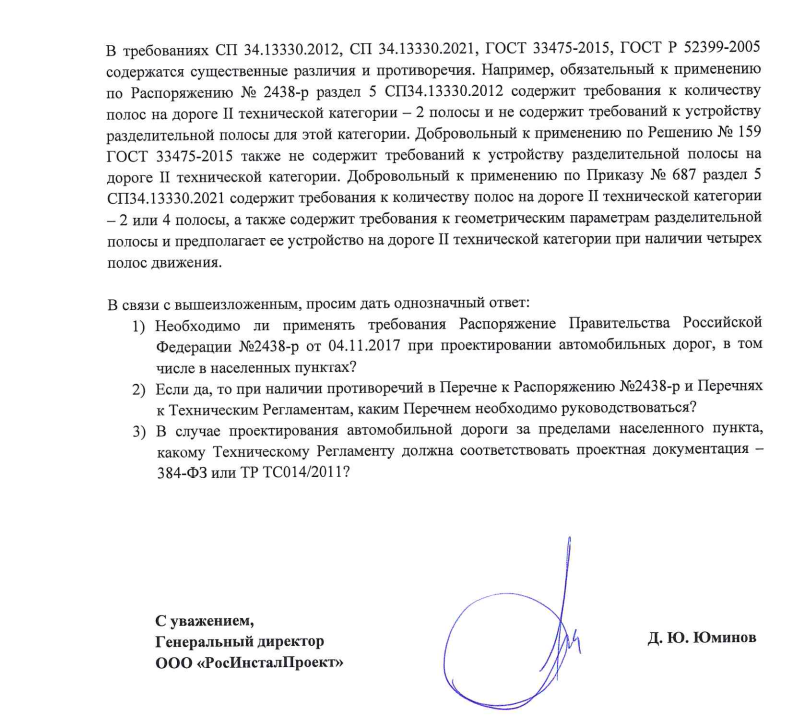 В требованиях СП 34.13330.2012, СП 34.13330.2021, ГОСТ 33475-2015, ГОСТ Р 52399-2005
содержатся существенные различия и противоречия. Например, обязательный к применению
по Распоряжению № 2438-р раздел 5 СП34.13330.2012 содержит требования к количеству
полос на дороге II технической категории – 2 полосы и не содержит требований к устройству
разделительной полосы для этой категории. Добровольный к применению по Решению № 159
ГОСТ 33475-2015 также не содержит требований к устройству разделительной полосы на
дороге II технической категории. Добровольный к применению по Приказу № 687 раздел 5
СП34.13330.2021 содержит требования к количеству полос на дороге II технической категории
– 2 или 4 полосы, а также содержит требования к геометрическим параметрам разделительной
полосы и предполагает ее устройство на дороге II технической категории при наличии четырех
полос движения.
В связи с вышеизложенным, просим дать однозначный ответ:
1) Необходимо ли применять требования Распоряжение Правительства Российской
Федерации №2438-р от 04.11.2017 при проектировании автомобильных дорог, в том
числе в населенных пунктах?
2) Если да, то при наличии противоречий в Перечне к Распоряжению №2438-р и Перечнях
к Техническим Регламентам, каким Перечнем необходимо руководствоваться?
3) В случае проектирования автомобильной дороги за пределами населенного пункта,
какому Техническому Регламенту должна соответствовать проектная документация –
384-ФЗ или ТР ТС014/2011?
С уважением,
Генеральный директор
ООО «РосИнсталПроект»
Д. Ю. Юминов